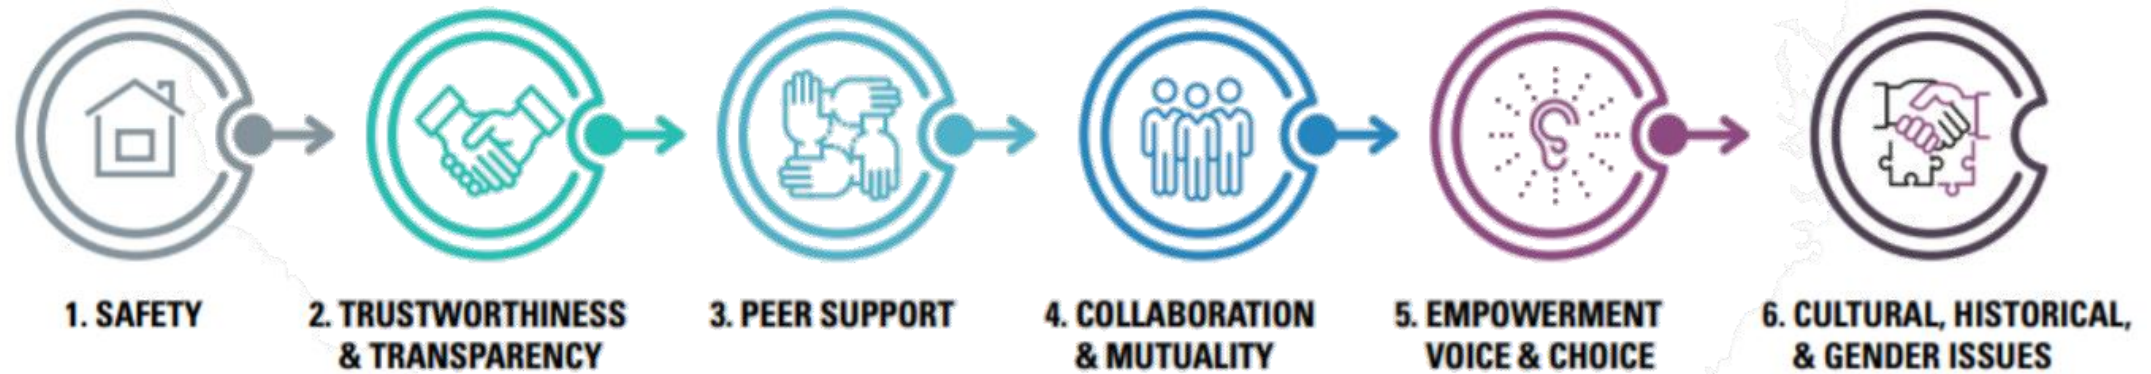 1. SAFETY
2. TRUSTWORTHINESS
& TRANSPARENCY
3. PEER SUPPORT
4. COLLABORATION
& MUTUALITY
5. EMPOWERMENT
VOICE & CHOICE
6. CULTURAL, HISTORICAL,
& GENDER ISSUES